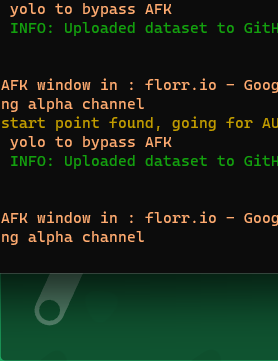 yolo to bypass AFK
INFO: Uploaded dataset to GitH
AFK window in : florr.io - Goog
ng alpha channel
start point found, going for AU
yolo to bypass AFK
INFO: Uploaded dataset to GitH
AFK window in : florr.io - Goog
ng alpha channel